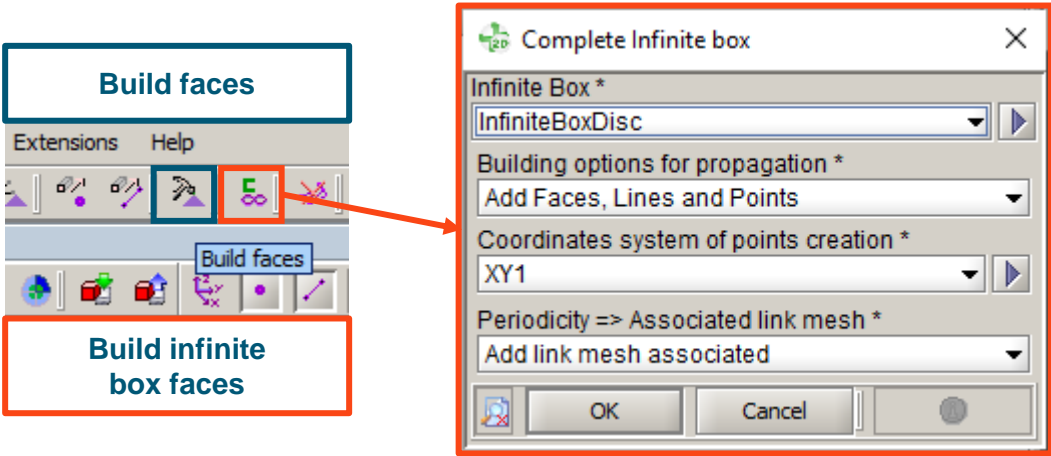 Build faces
Extensions Help
Build faces
Build infinite
box faces
2D
Complete Infinite box
Infinite Box *
InfiniteBoxDisc
Building options for propagation *
Add Faces, Lines and Points
Coordinates system of points creation *
XY1
Periodicity => Associated link mesh *
Add link mesh associated
OK Cancel